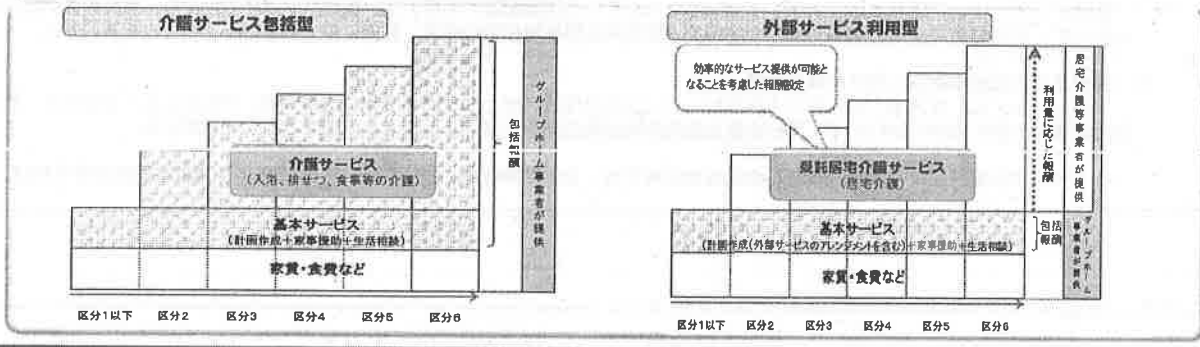 介護サービス包括型
介護サービス
(入浴、排せつ、食事等の介護)
基本サービス
(計画作成+家事援助+生活相談)
家賃・食費など
包括報酬
グループホーム事業者が提供
区分1以下 区分2 区分3 区分4 区分5 区分6
外部サービス利用型
効率的なサービス提供が可能と
なることを考慮した報酬設定
受託居宅介護サービス
(居宅介護)
基本サービス
(計画作成(外部サービスのアレンジメントを含む)+家事援助+生活相談)
家賃・食費など
利用量に応じた報酬
居宅介護等事業者が提供
包括
報酬
グループホーム
事業者が提供
区分1以下 区分2 区分3 区分4 区分5 区分6